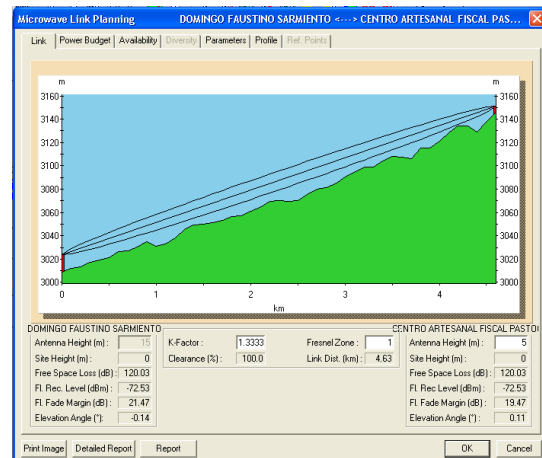 Microwave Link Planning DOMINGO FAUSTINO SARMIENTO <---> CENTRO ARTESANAL FISCAL PAS...
Link Power Budget Availability Diversity Parameters Profile Ref. Points
m m
3160 3160
3140 3140
3120 3120
3100 3100
3080 3080
3060 3060
3040 3040
3020 3020
3000 3000
0 1 2 3 4
km
DOMINGO FAUSTINO SARMIENTO CENTRO ARTESANAL FISCAL PASTO
Antenna Height (m) : 15 K-Factor : 1.3333 Fresnel Zone : 1 Antenna Height (m) : 5
Site Height (m) : 0 Clearance (%) : 100.0 Link Dist. (km) : 4.63 Site Height (m) : 0
Free Space Loss (dB) : 120.03 Free Space Loss (dB) : 120.03
Fl. Rec. Level (dBm) : -72.53 Fl. Rec. Level (dBm) : -72.53
Fl. Fade Margin (dB) : 21.47 Fl. Fade Margin (dB) : 19.47
Elevation Angle (°): -0.14 Elevation Angle (°) : 0.11
Print Image Detailed Report Report OK Cancel